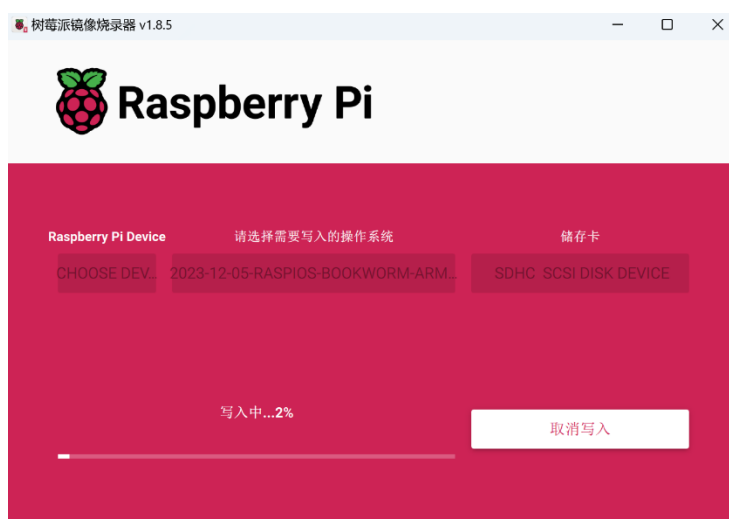 树莓派镜像烧录器 v1.8.5
Raspberry Pi
Raspberry Pi Device
请选择需要写入的操作系统
储存卡
CHOOSE DEV...
2023-12-05-RASPIOS-BOOKWORM-ARM...
SDHC SCSI DISK DEVICE
写入中...2%
取消写入